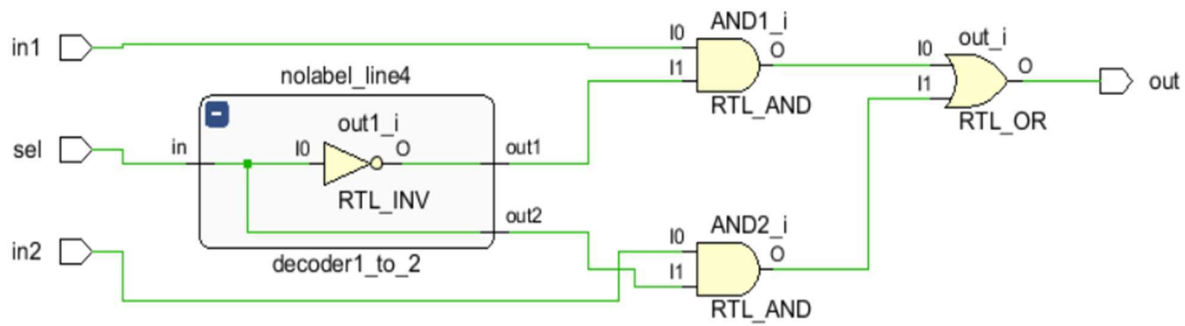 in1
sel
in2
nolabel_line4
-
in
I0
out1_i
O
RTL_INV
out1
out2
decoder1_to_2
I0
I1
AND1_i
O
RTL_AND
I0
I1
AND2_i
O
RTL_AND
I0
I1
out_i
O
RTL_OR
out